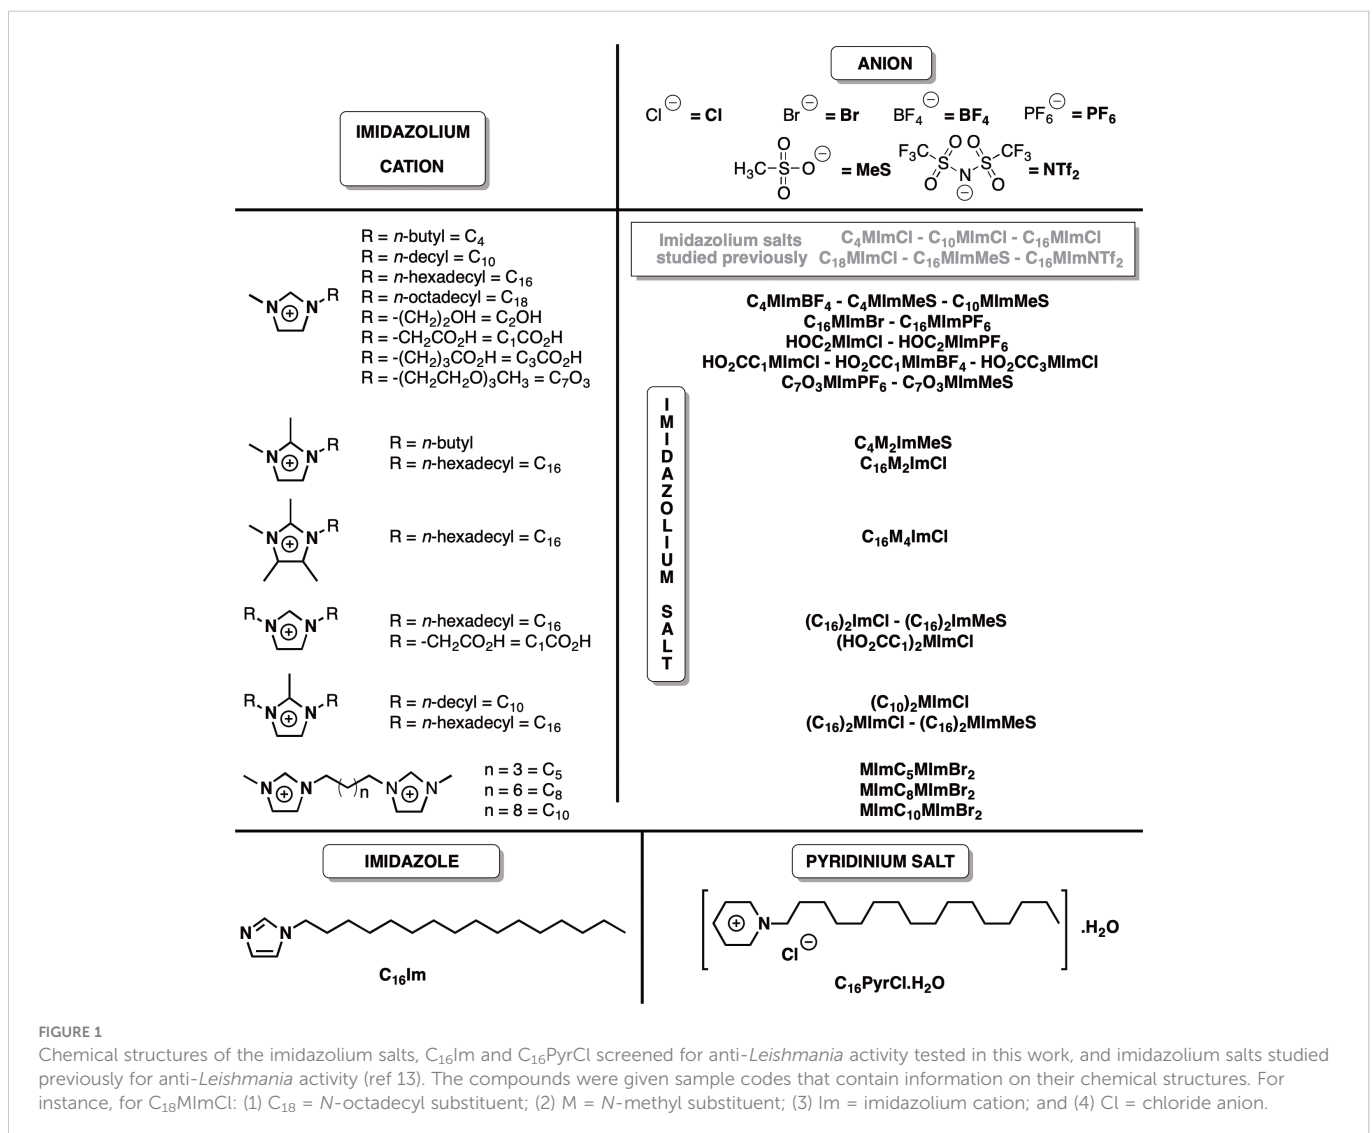 IMIDAZOLIUM
CATION
ANION
Cl⊖ = Cl
Br⊖ = Br
BF₄⊖ = BF₄
PF₆⊖ = PF₆
H₃C-S-O⊖ = MeS
O
O
F₃C
O O
CF₃
S
S
= NTf₂
O
N
O
⊖
R = n-butyl = C₄
R = n-decyl = C₁₀
R = n-hexadecyl = C₁₆
R = n-octadecyl = C₁₈
R = -(CH₂)₂OH = C₂OH
R = -CH₂CO₂H = C₁CO₂H
R = -(CH₂)₃CO₂H = C₃CO₂H
R = -(CH₂CH₂O)₃CH₃ = C₇O₃
N ⊕ N R
Imidazolium salts studied previously
C₄MImCl - C₁₀MImCl - C₁₆MImCl
C₁₈MImCl - C₁₆MImMeS - C₁₆MImNTf₂
C₄MImBF₄ - C₄MImMeS - C₁₀MImMeS
C₁₆MImBr - C₁₆MImPF₆
HOC₂MImCl - HOC₂MImPF₆
HO₂CC₁MImCl - HO₂CC₁MImBF₄ - HO₂CC₃MImCl
C₇O₃MImPF₆ - C₇O₃MImMeS
IMIDAZOLIUM SALT
N ⊕ N R
R = n-butyl
R = n-hexadecyl = C₁₆
C₄M₂ImMeS
C₁₆M₂ImCl
N ⊕ N R
R = n-hexadecyl = C₁₆
C₁₆M₄ImCl
R N ⊕ N R
R = n-hexadecyl = C₁₆
R = -CH₂CO₂H = C₁CO₂H
(C₁₆)₂ImCl - (C₁₆)₂ImMeS
(HO₂CC₁)₂MImCl
R N ⊕ N R
R = n-decyl = C₁₀
R = n-hexadecyl = C₁₆
(C₁₀)₂MImCl
(C₁₆)₂MImCl - (C₁₆)₂MImMeS
N ⊕ N ( )n N ⊕ N
n = 3 = C₅
n = 6 = C₈
n = 8 = C₁₀
MImC₅MImBr₂
MImC₈MImBr₂
MImC₁₀MImBr₂
IMIDAZOLE
N N
C₁₆Im
PYRIDINIUM SALT
⊕ N
Cl⊖
.H₂O
C₁₆PyrCl.H₂O
FIGURE 1
Chemical structures of the imidazolium salts, C₁₆Im and C₁₆PyrCl screened for anti-Leishmania activity tested in this work, and imidazolium salts studied
previously for anti-Leishmania activity (ref 13). The compounds were given sample codes that contain information on their chemical structures. For
instance, for C₁₈MImCl: (1) C₁₈ = N-octadecyl substituent; (2) M = N-methyl substituent; (3) Im = imidazolium cation; and (4) Cl = chloride anion.